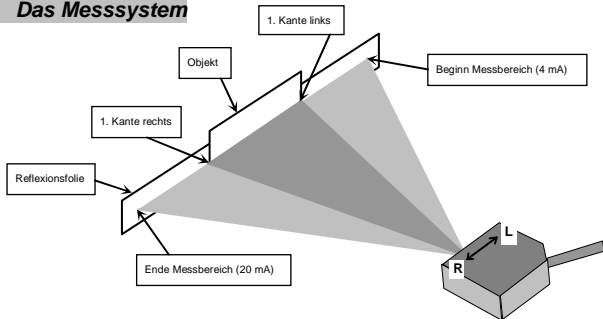 Das Messsystem
1. Kante links
Objekt
Beginn Messbereich (4 mA)
1. Kante rechts
Reflexionsfolie
L
R
Ende Messbereich (20 mA)